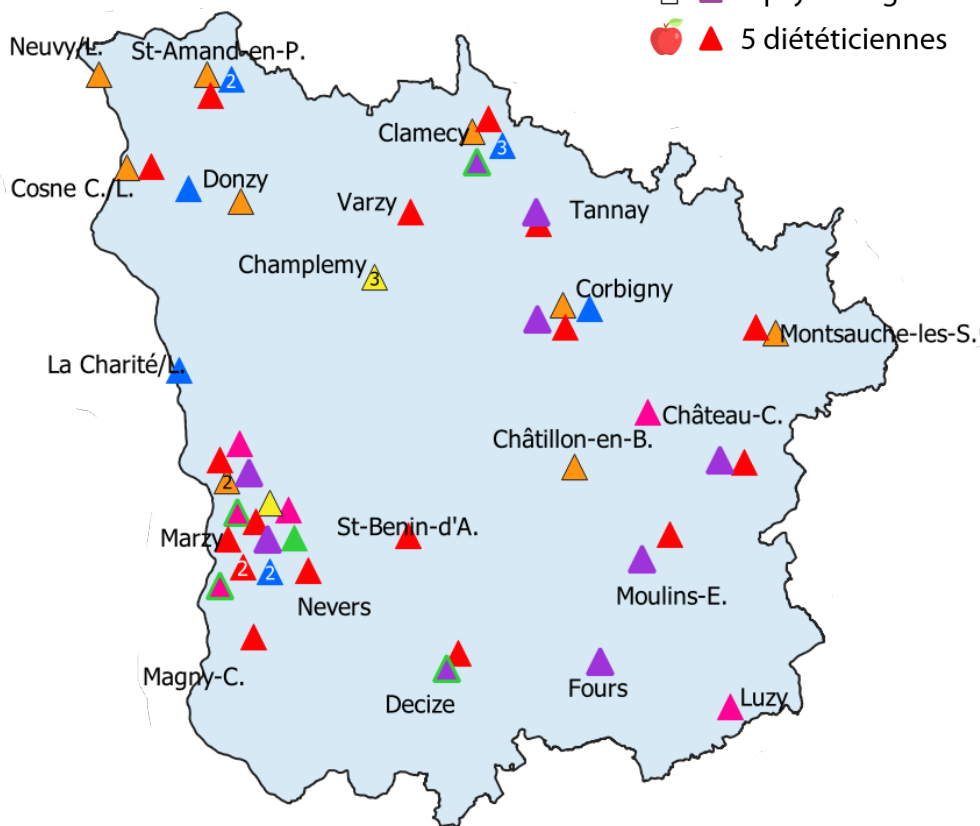 5 diététiciennes
Neuvy/L.
St-Amand-en-P.
2
Clamecy
3
Cosne C./L.
Donzy
Varzy
Tannay
Champlemy
3
Corbigny
Montsauche-les-S.
La Charité/L.
Château-C.
Châtillon-en-B.
2
Marzy
St-Benin-d'A.
2
2
Nevers
Moulins-E.
Magny-C.
Decize
Fours
Luzy